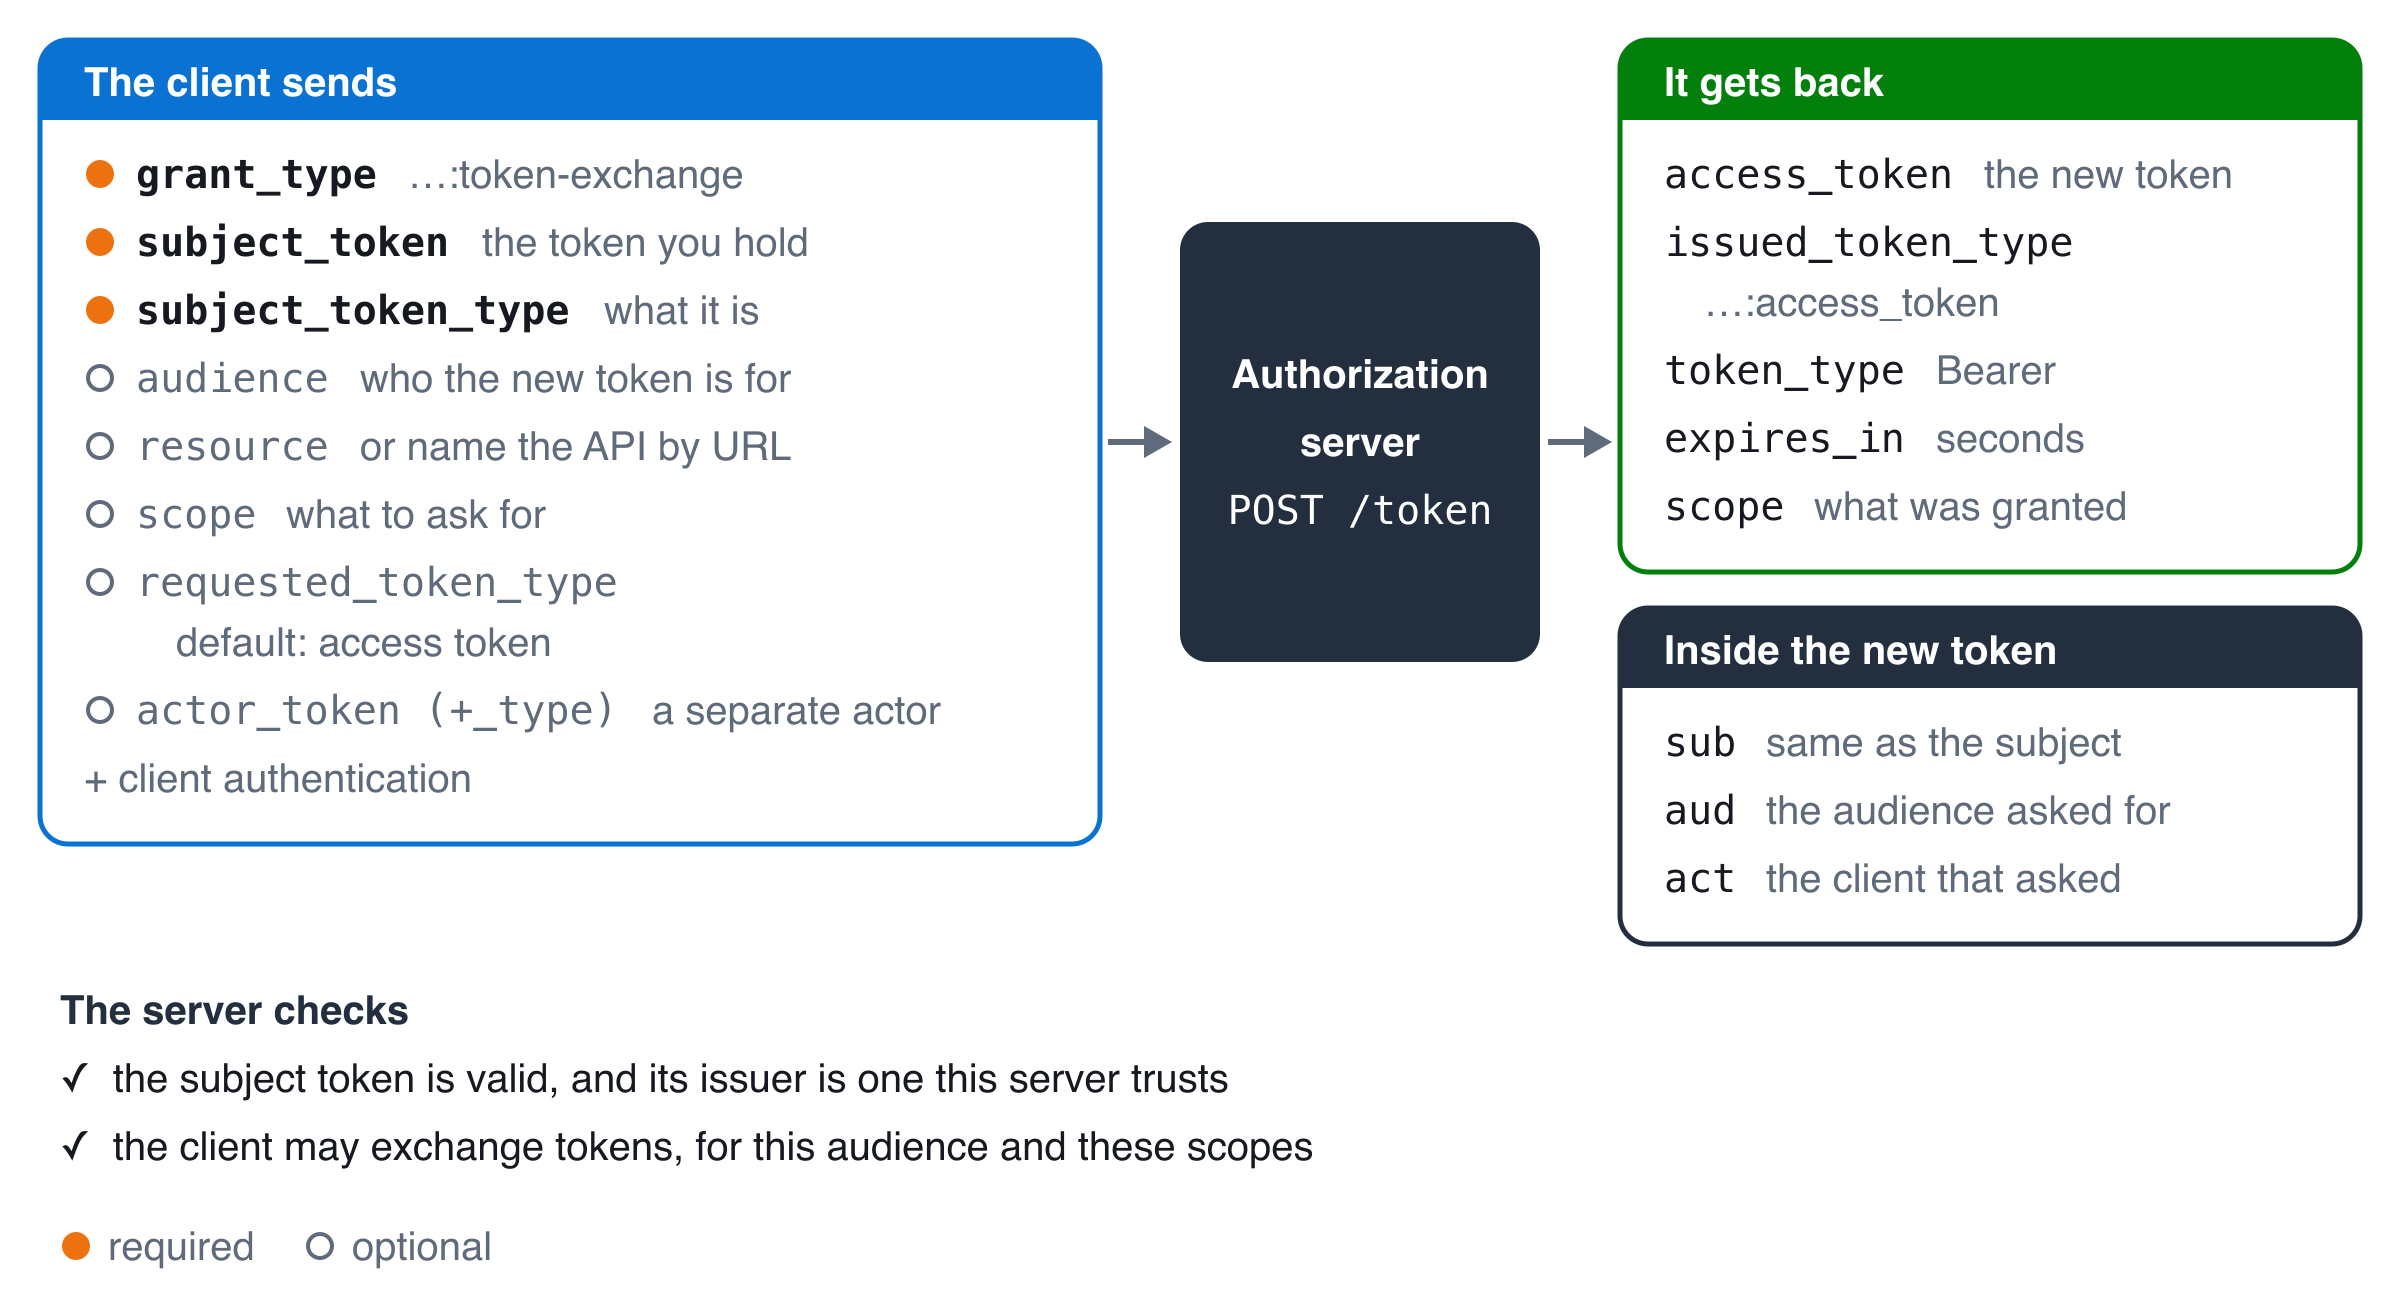 The client sends
grant_type …:token-exchange
subject_token the token you hold
subject_token_type what it is
audience who the new token is for
resource or name the API by URL
scope what to ask for
requested_token_type
default: access token
actor_token (+_type) a separate actor
+ client authentication
Authorization
server
POST /token
It gets back
access_token the new token
issued_token_type
…:access_token
token_type Bearer
expires_in seconds
scope what was granted
Inside the new token
sub same as the subject
aud the audience asked for
act the client that asked
The server checks
✓ the subject token is valid, and its issuer is one this server trusts
✓ the client may exchange tokens, for this audience and these scopes
required optional